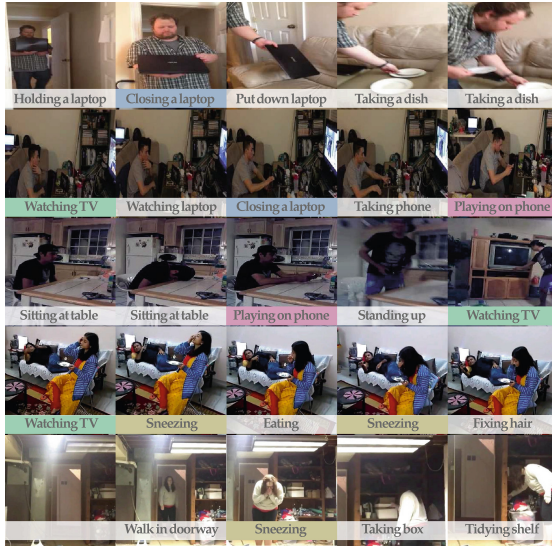 Holding a laptop
Closing a laptop
Put down laptop
Taking a dish
Taking a dish
Watching TV
Watching laptop
Closing a laptop
Taking phone
Playing on phone
Sitting at table
Sitting at table
Playing on phone
Standing up
Watching TV
Watching TV
Sneezing
Eating
Sneezing
Fixing hair
Walk in doorway
Sneezing
Taking box
Tidying shelf